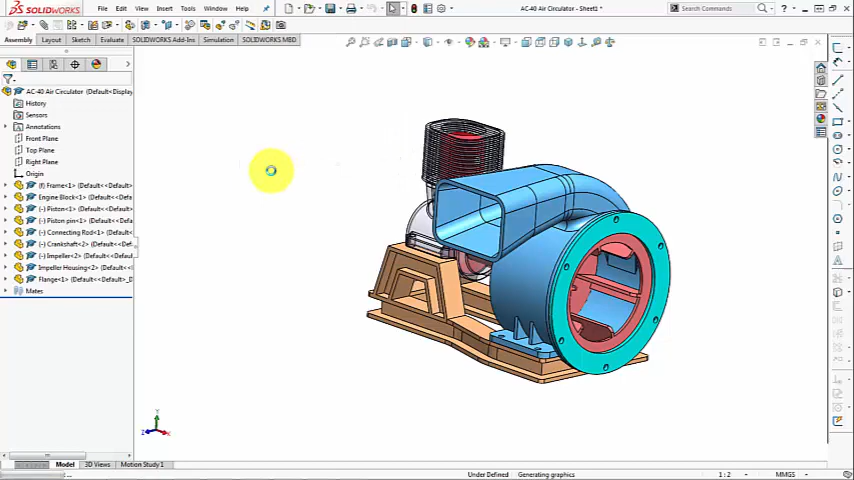 SOLIDWORKS File Edit View Insert Tools Window Help AC-40 Air Circulator - Sheet1 * Search SOLIDWORKS Help
Assembly Layout Sketch Evaluate SOLIDWORKS Add-Ins Simulation SOLIDWORKS MBD
AC-40 Air Circulator (Default<Display
History
Sensors
Annotations
Front Plane
Top Plane
Right Plane
Origin
(f) Frame<1> (Default<<Default
Engine Block<1> (Default<<Def
(-) Piston<1> (Default<<Default
(-) Piston pin<1> (Default<<Def
(-) Connecting Rod<1> (Default
(-) Crankshaft<2> (Default<<Def
(-) Impeller<2> (Default<<Defau
Impeller Housing<2> (Default<<
Flange<1> (Default<<Default>_D
Mates
Y
Z X
Model 3D Views Motion Study 1
... Under Defined Generating graphics 1 : 2 MMGS